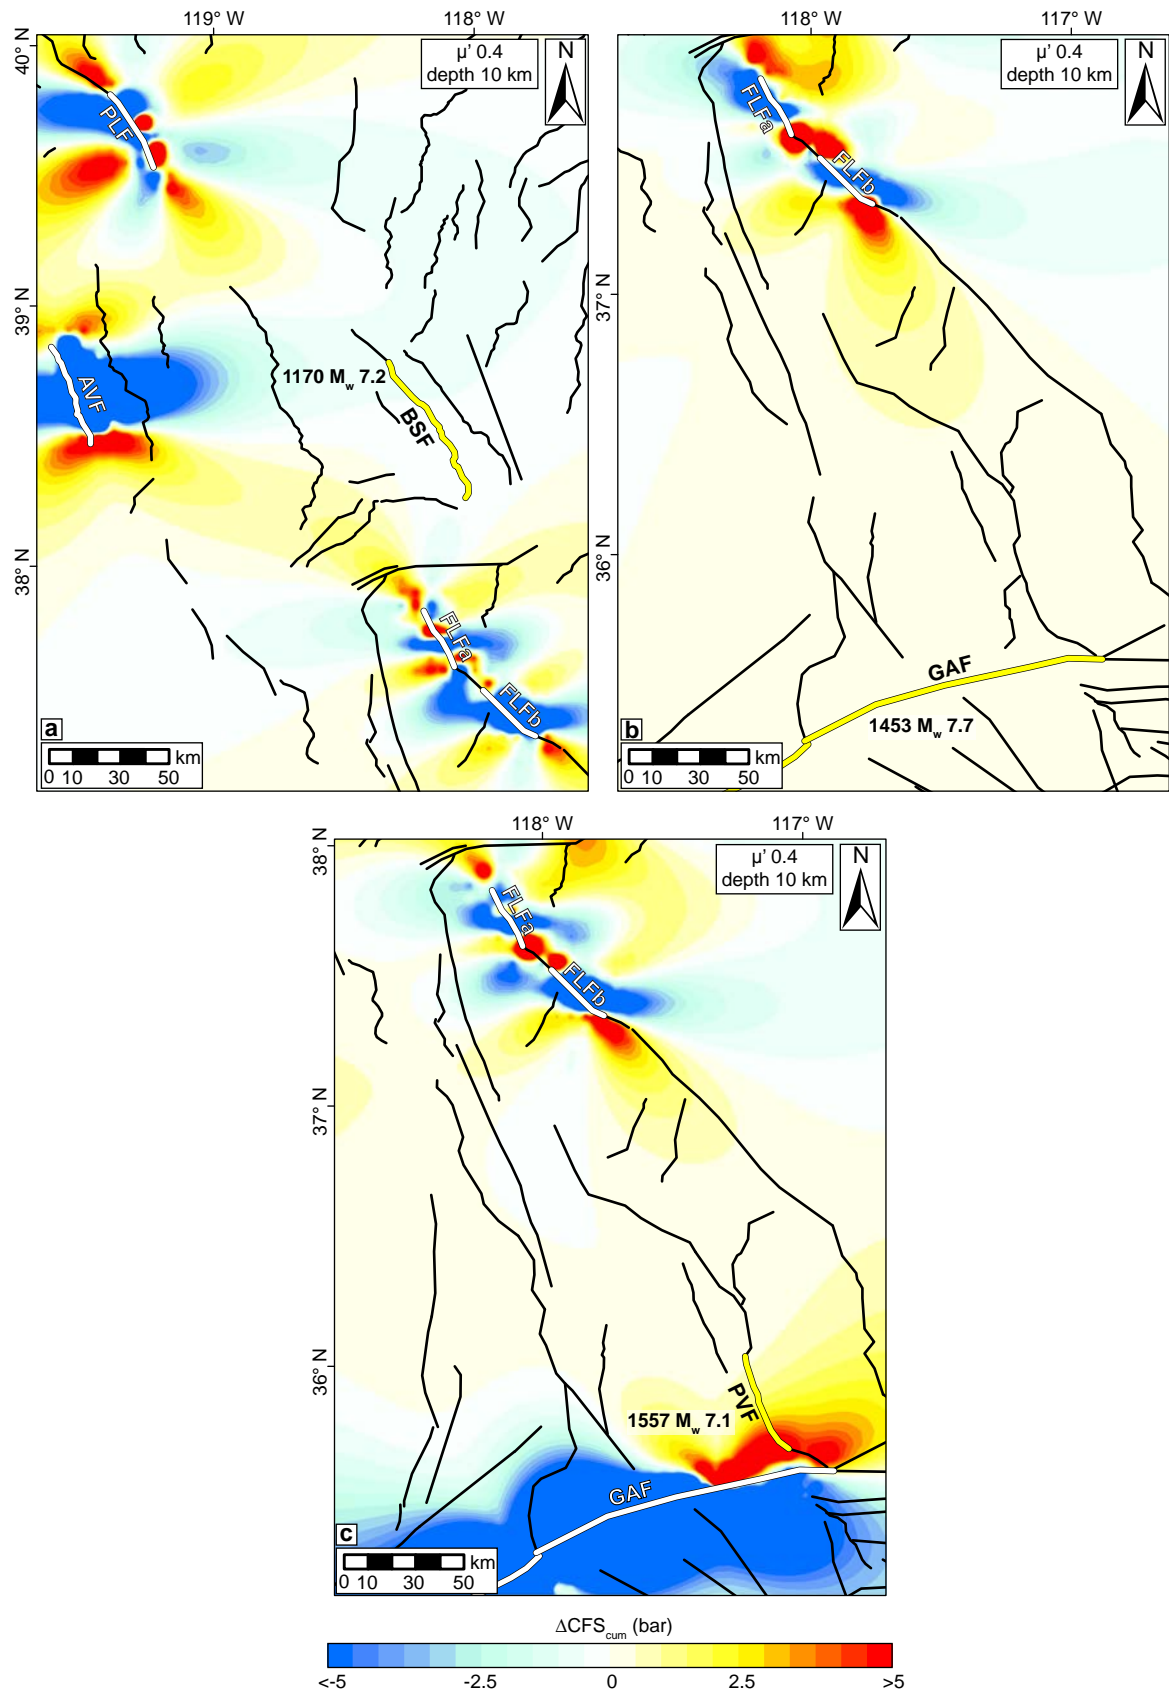 119° W
118° W
40° N
39° N
38° N
μ' 0.4
depth 10 km
N
PLF
AVF
1170 Mw 7.2
BSF
FLFa
FLFb
a
km
0 10 30 50
118° W
117° W
37° N
36° N
μ' 0.4
depth 10 km
N
FLFa
FLFb
GAF
1453 Mw 7.7
b
km
0 10 30 50
118° W
117° W
38° N
37° N
36° N
μ' 0.4
depth 10 km
N
FLFa
FLFb
PVF
1557 Mw 7.1
GAF
c
km
0 10 30 50
ΔCFScum (bar)
<-5 -2.5 0 2.5 >5